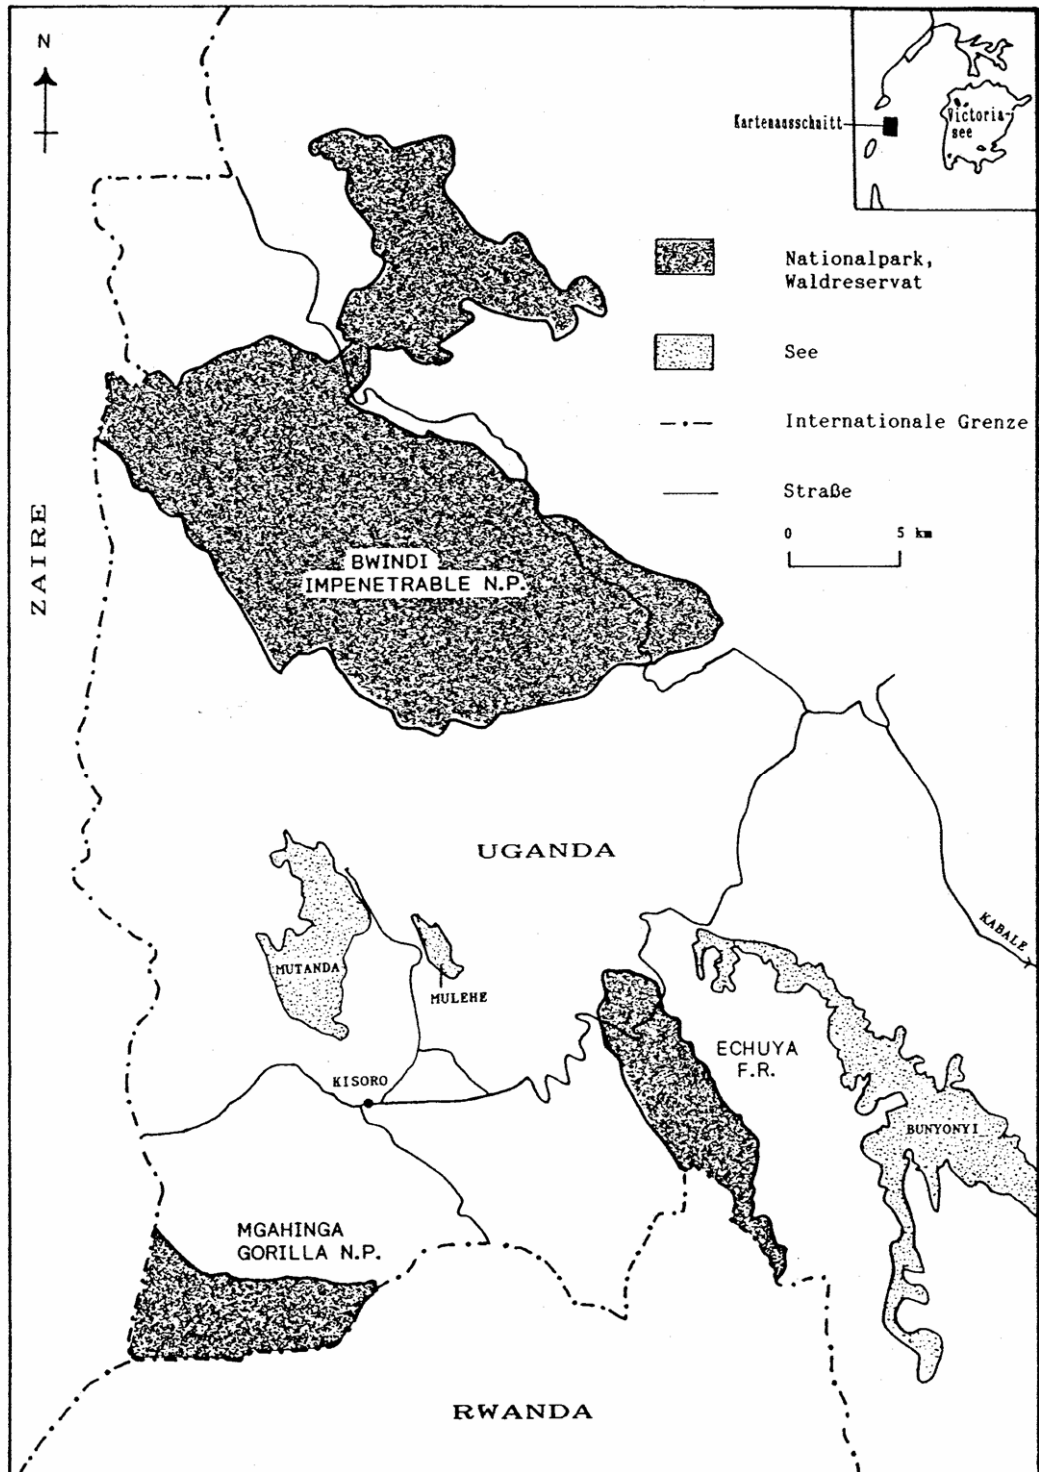 N
Kartenausschnitt
Victoria-
see
Nationalpark,
Waldreservat
See
Internationale Grenze
Straße
0 5 km
ZAIRE
BWINDI
IMPENETRABLE N.P.
UGANDA
KABALE
MUTANDA
MULEHE
ECHUYA
F.R.
KISORO
BUNYONYI
MGAHINGA
GORILLA N.P.
RWANDA